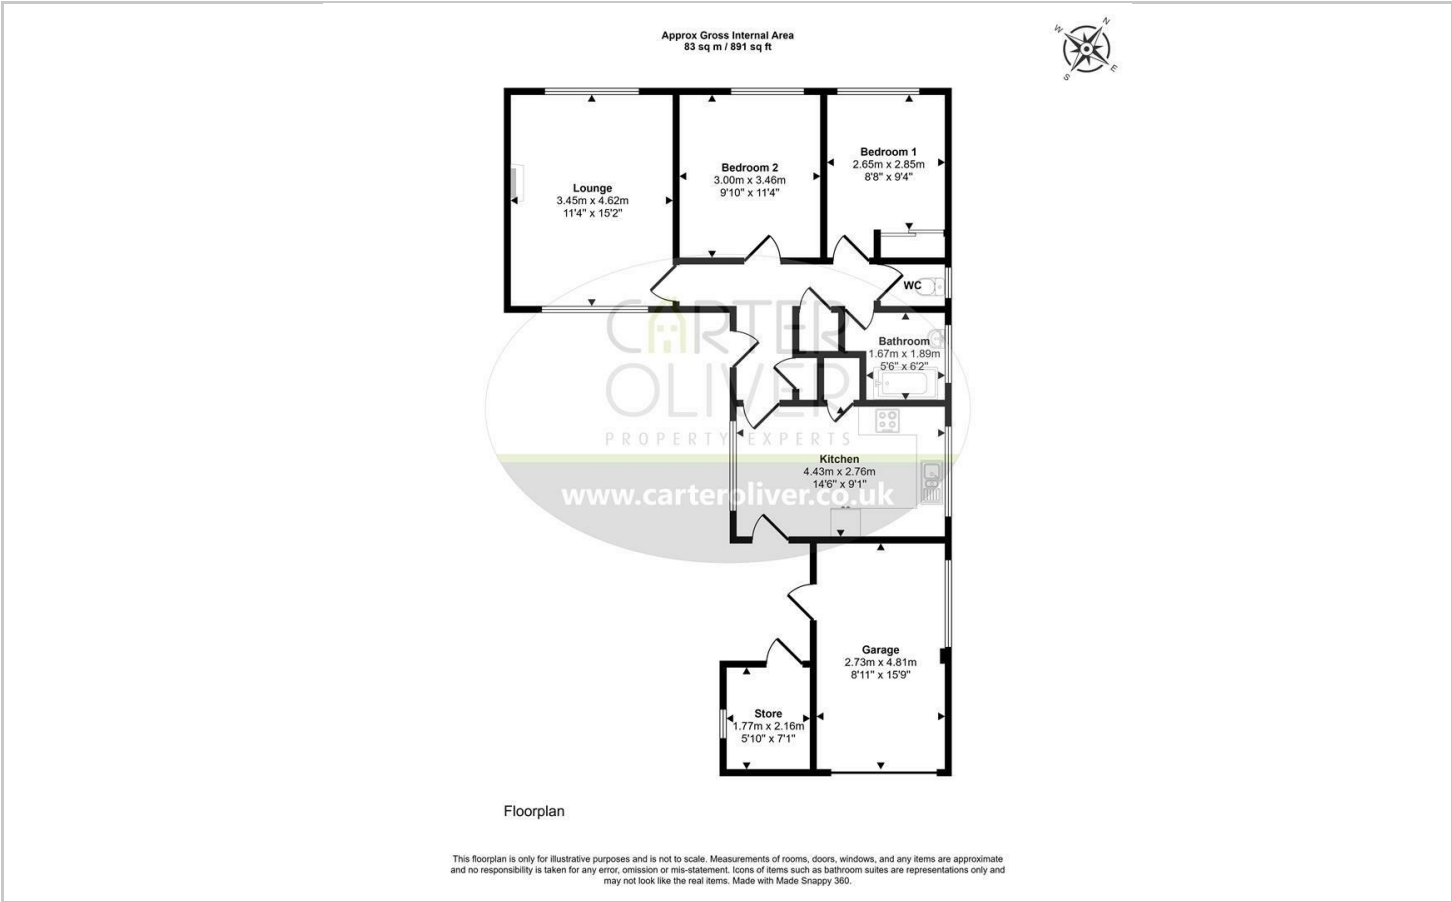 Approx Gross Internal Area
83 sq m / 891 sq ft
N
W
E
S
Lounge
3.45m x 4.62m
11'4" x 15'2"
Bedroom 2
3.00m x 3.46m
9'10" x 11'4"
Bedroom 1
2.65m x 2.85m
8'8" x 9'4"
WC
Bathroom
1.67m x 1.89m
5'6" x 6'2"
CARTER
OLIVER
PROPERTY EXPERTS
www.carteroliver.co.uk
Kitchen
4.43m x 2.76m
14'6" x 9'1"
Garage
2.73m x 4.81m
8'11" x 15'9"
Store
1.77m x 2.16m
5'10" x 7'1"
Floorplan
This floorplan is only for illustrative purposes and is not to scale. Measurements of rooms, doors, windows, and any items are approximate
and no responsibility is taken for any error, omission or mis-statement. Icons of items such as bathroom suites are representations only and
may not look like the real items. Made with Made Snappy 360.